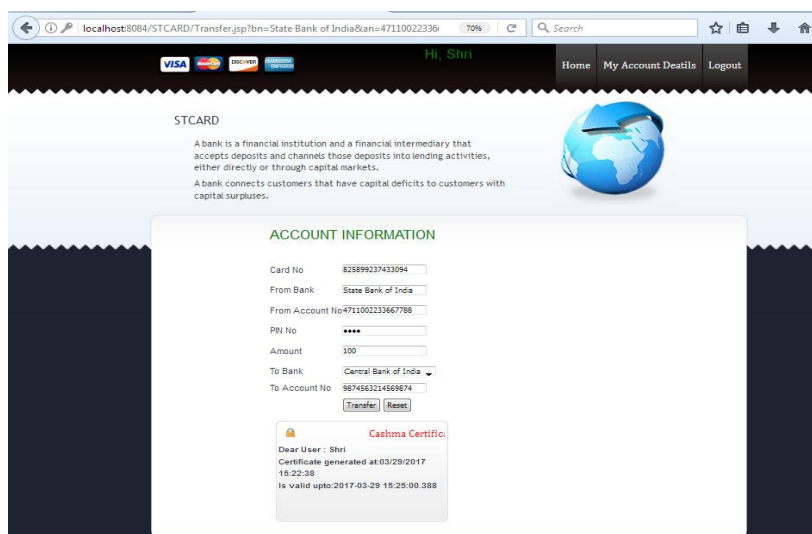 localhost:8084/STCARD/Transfer.jsp?bn=State Bank of India&an=47110022336
70%
Search
VISA MasterCard DISCOVER AMERICAN EXPRESS
Hi, Shri
Home My Account Deatils Logout
STCARD
A bank is a financial institution and a financial intermediary that
accepts deposits and channels those deposits into lending activities,
either directly or through capital markets.
A bank connects customers that have capital deficits to customers with
capital surpluses.
ACCOUNT INFORMATION
Card No 825899237433094
From Bank State Bank of India
From Account No 4711002233667788
PIN No ••••
Amount 100
To Bank Central Bank of India
To Account No 9874563214569874
Transfer Reset
Cashma Certific
Dear User : Shri
Certificate generated at:03/29/2017
15:22:38
Is valid upto:2017-03-29 15:25:00.388